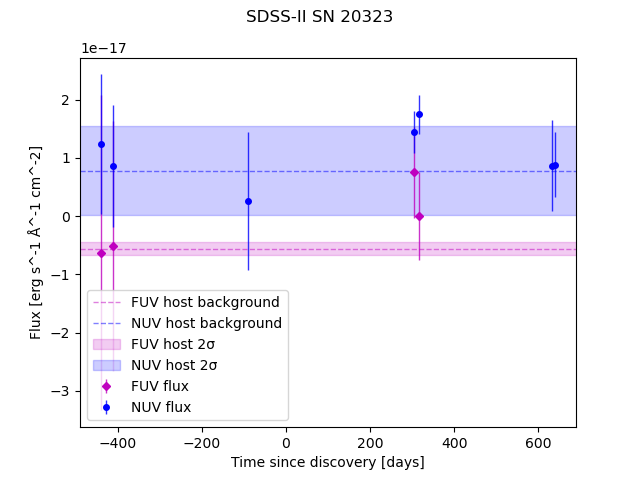 SDSS-II SN 20323
1e−17
2
1
0
−1
−2
−3
Flux [erg s^-1 Å^-1 cm^-2]
FUV host background
NUV host background
FUV host 2σ
NUV host 2σ
FUV flux
NUV flux
−400 −200 0 200 400 600
Time since discovery [days]